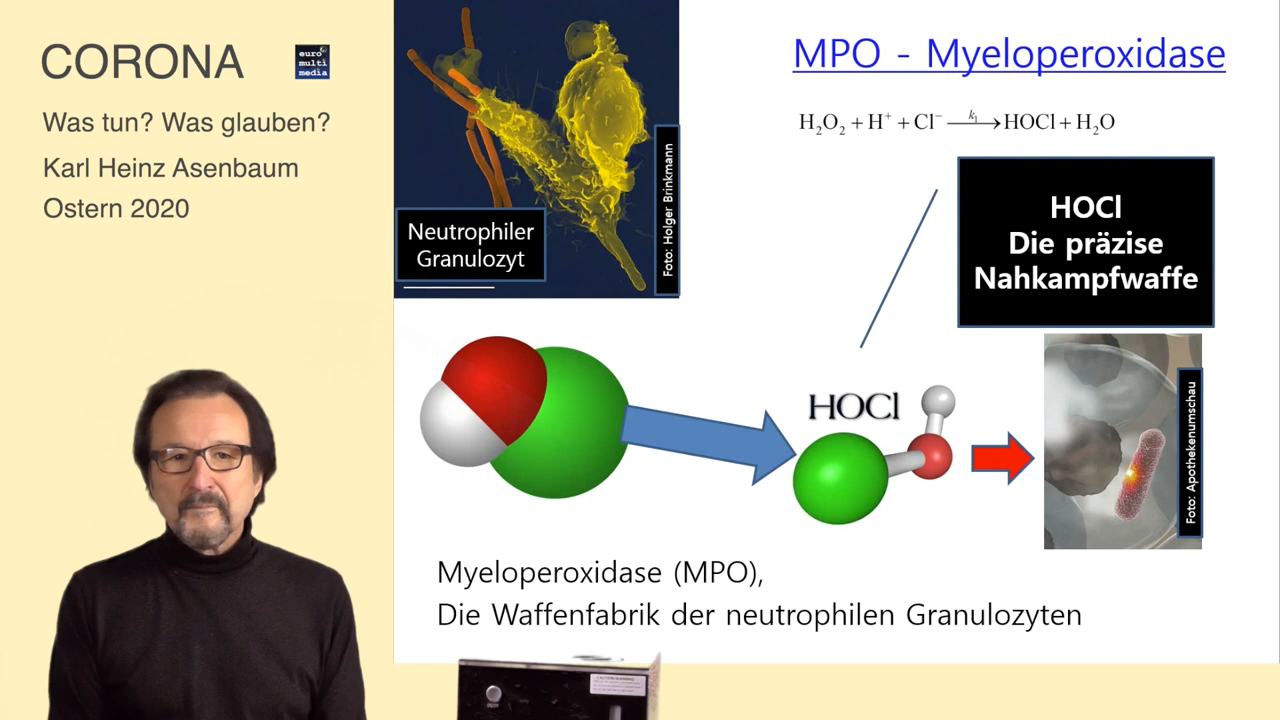 CORONA
euro
multi
media
Was tun? Was glauben?
Karl Heinz Asenbaum
Ostern 2020
Neutrophiler
Granulozyt
Foto: Holger Brinkmann
MPO - Myeloperoxidase
H₂O₂ + H⁺ + Cl⁻ —k₁→ HOCl + H₂O
HOCl
Die präzise
Nahkampfwaffe
HOCl
Foto: Apothekenumschau
Myeloperoxidase (MPO),
Die Waffenfabrik der neutrophilen Granulozyten